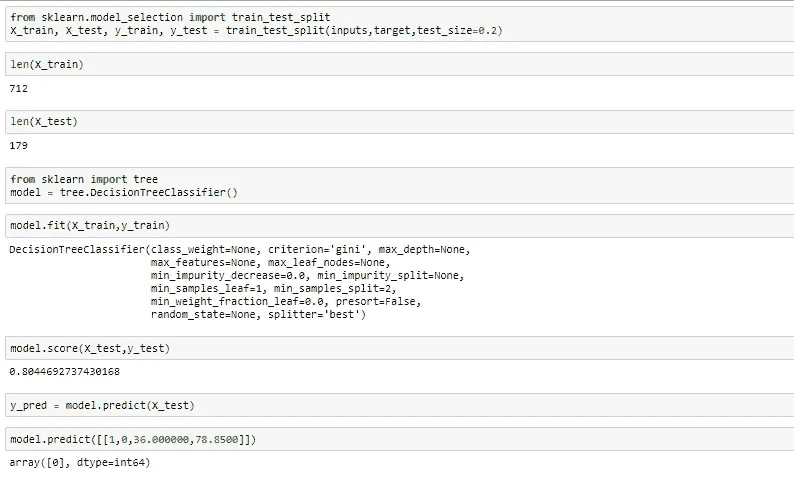 from sklearn.model_selection import train_test_split
X_train, X_test, y_train, y_test = train_test_split(inputs,target,test_size=0.2)
len(X_train)
712
len(X_test)
179
from sklearn import tree
model = tree.DecisionTreeClassifier()
model.fit(X_train,y_train)
DecisionTreeClassifier(class_weight=None, criterion='gini', max_depth=None,
max_features=None, max_leaf_nodes=None,
min_impurity_decrease=0.0, min_impurity_split=None,
min_samples_leaf=1, min_samples_split=2,
min_weight_fraction_leaf=0.0, presort=False,
random_state=None, splitter='best')
model.score(X_test,y_test)
0.8044692737430168
y_pred = model.predict(X_test)
model.predict([[1,0,36.000000,78.8500]])
array([0], dtype=int64)